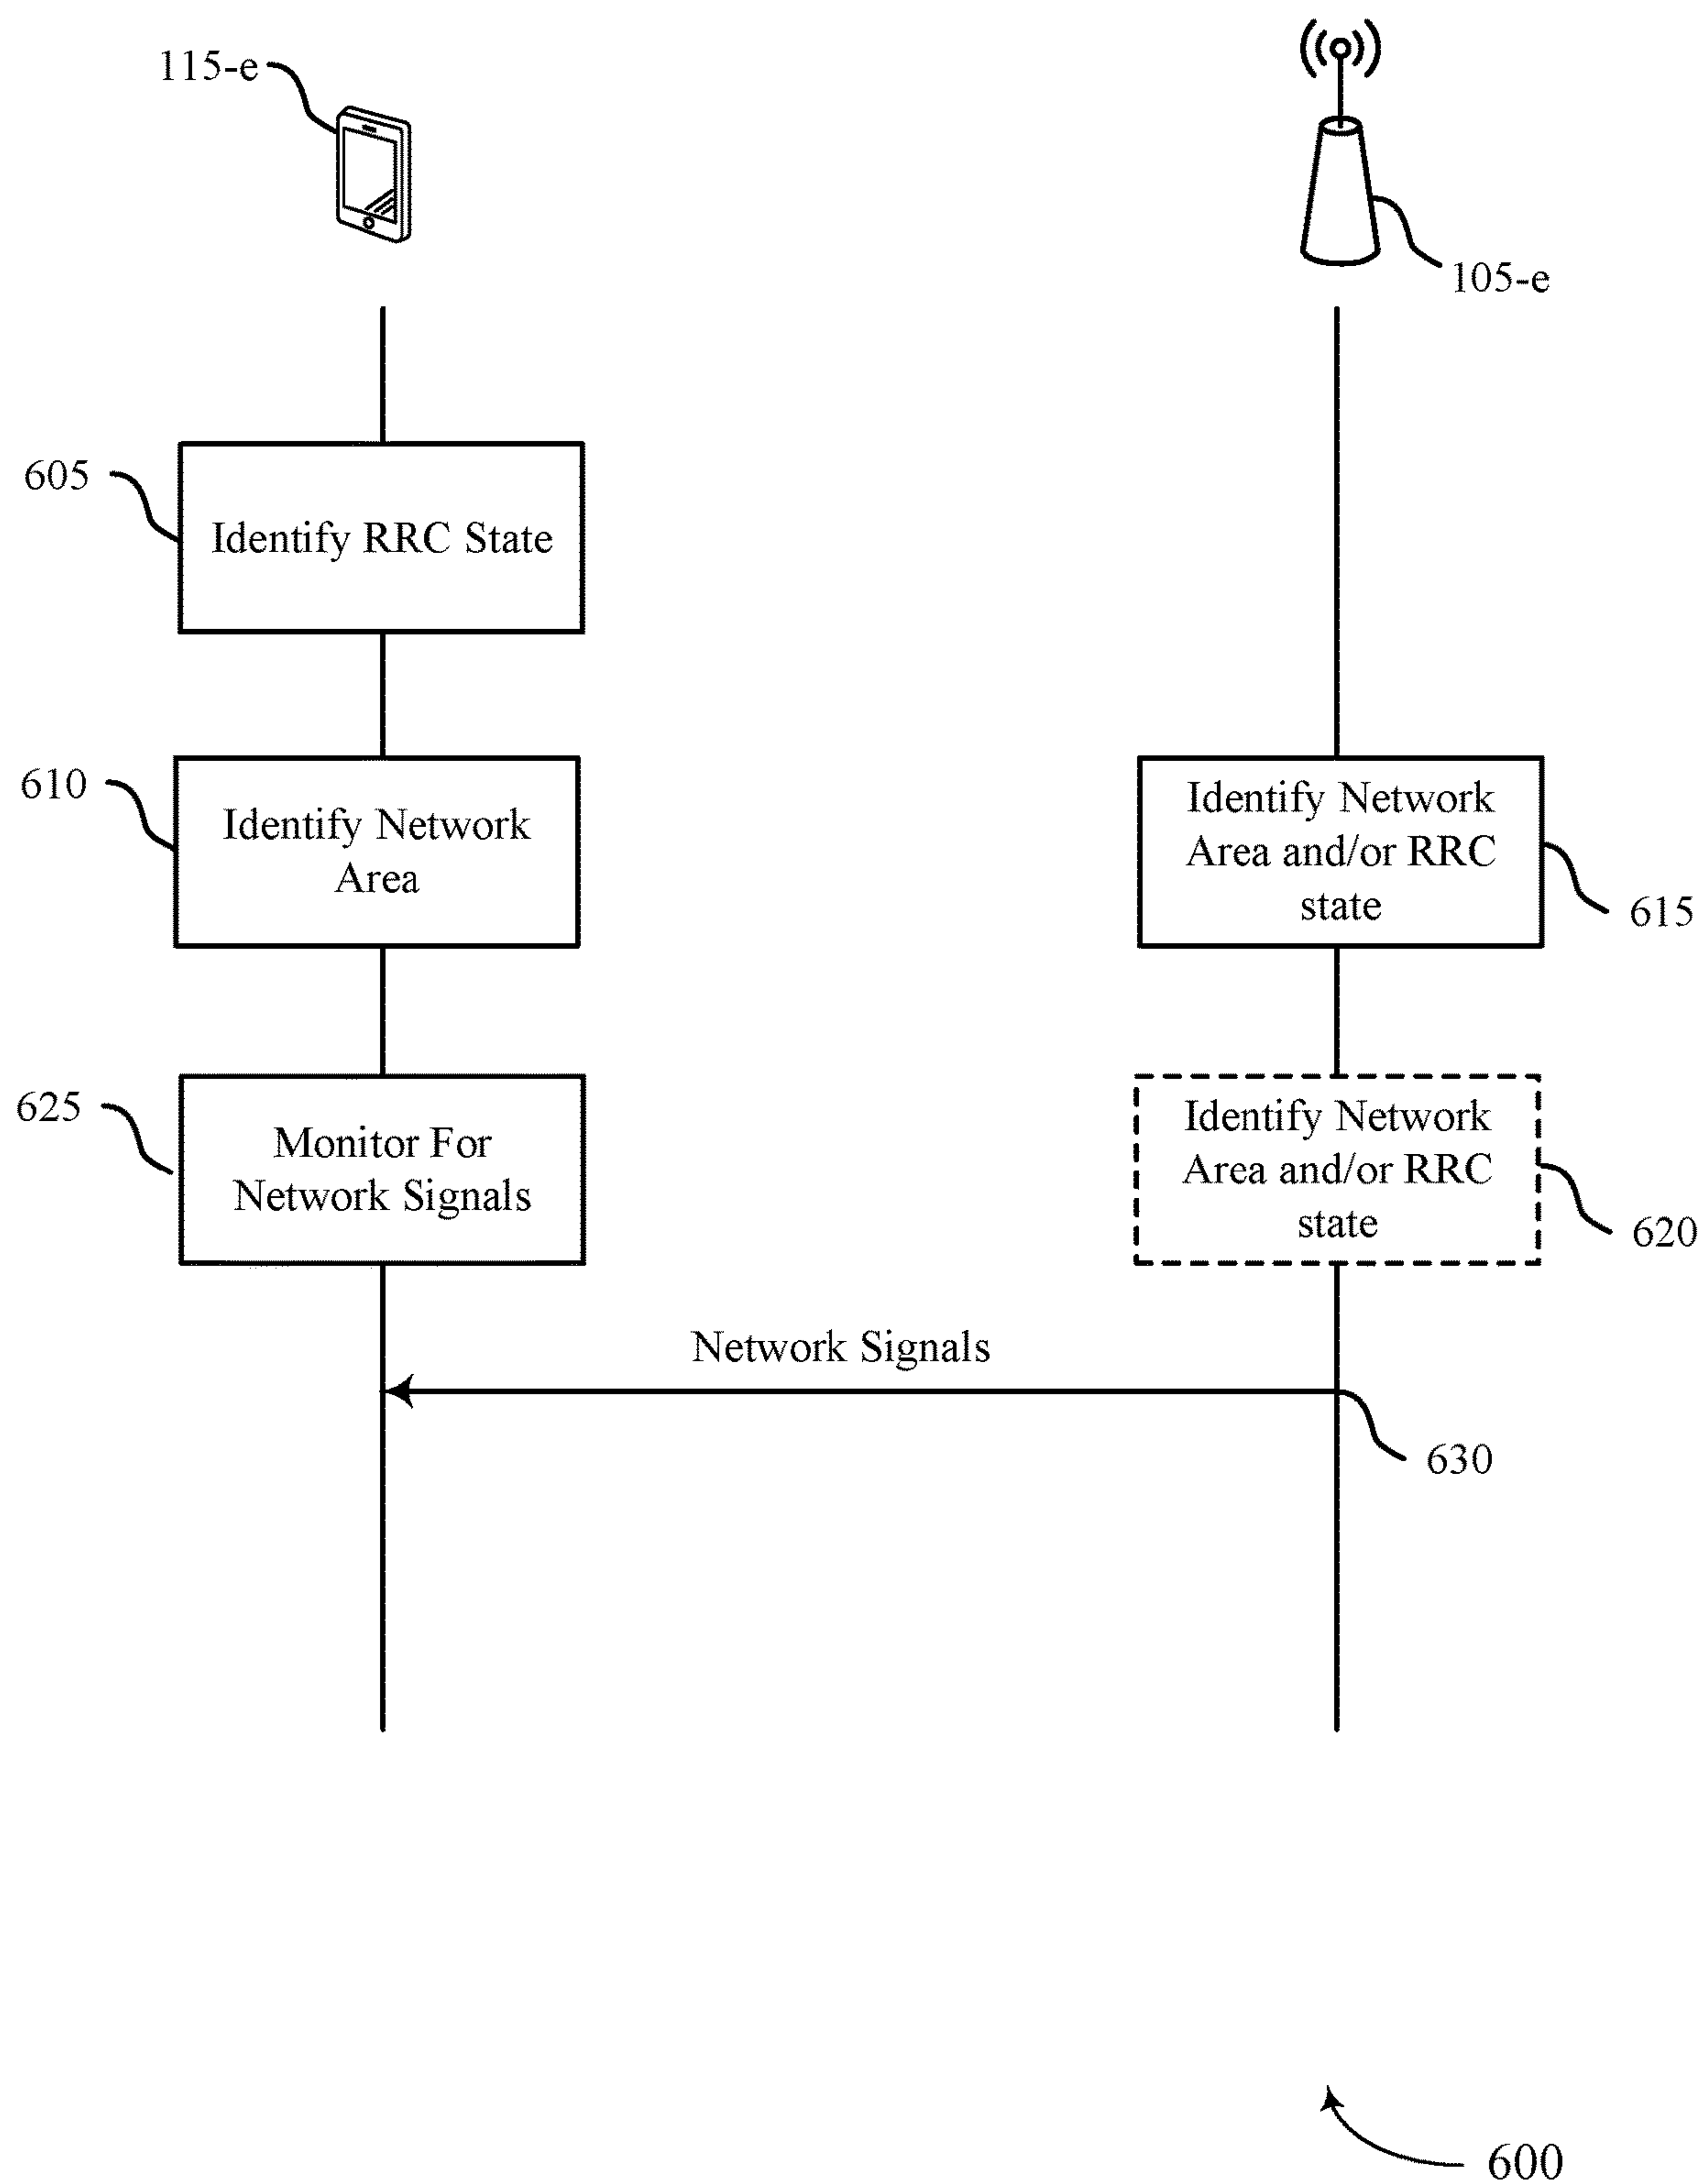 115-e
105-e
605
Identify RRC State
610
Identify Network
Area
Identify Network
Area and/or RRC
state
615
625
Monitor For
Network Signals
Identify Network
Area and/or RRC
state
620
Network Signals
630
600